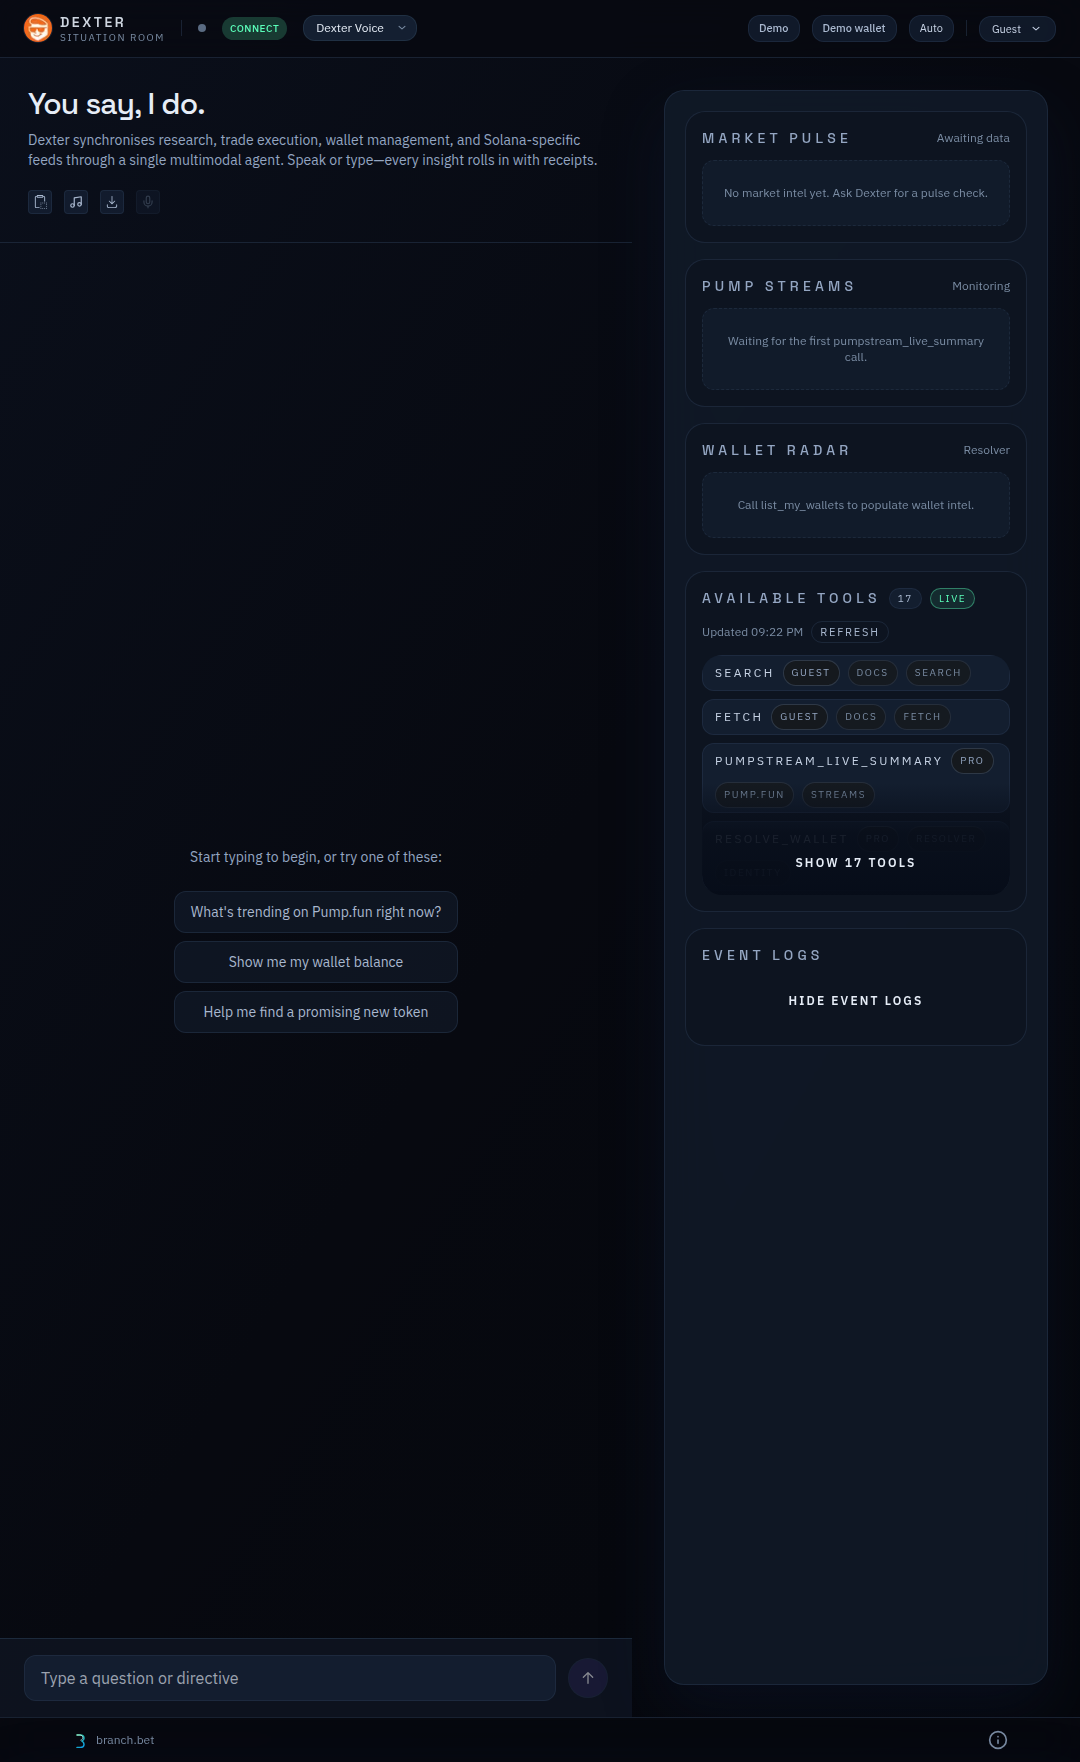 DEXTER
SITUATION ROOM
CONNECT
Dexter Voice
Demo
Demo wallet
Auto
Guest
You say, I do.
Dexter synchronises research, trade execution, wallet management, and Solana-specific
feeds through a single multimodal agent. Speak or type—every insight rolls in with receipts.
Start typing to begin, or try one of these:
What's trending on Pump.fun right now?
Show me my wallet balance
Help me find a promising new token
Type a question or directive
MARKET PULSE
Awaiting data
No market intel yet. Ask Dexter for a pulse check.
PUMP STREAMS
Monitoring
Waiting for the first pumpstream_live_summary
call.
WALLET RADAR
Resolver
Call list_my_wallets to populate wallet intel.
AVAILABLE TOOLS 17 LIVE
Updated 09:22 PM REFRESH
SEARCH GUEST DOCS SEARCH
FETCH GUEST DOCS FETCH
PUMPSTREAM_LIVE_SUMMARY PRO
PUMP.FUN STREAMS
RESOLVE_WALLET PRO RESOLVER
SHOW 17 TOOLS
EVENT LOGS
HIDE EVENT LOGS
branch.bet